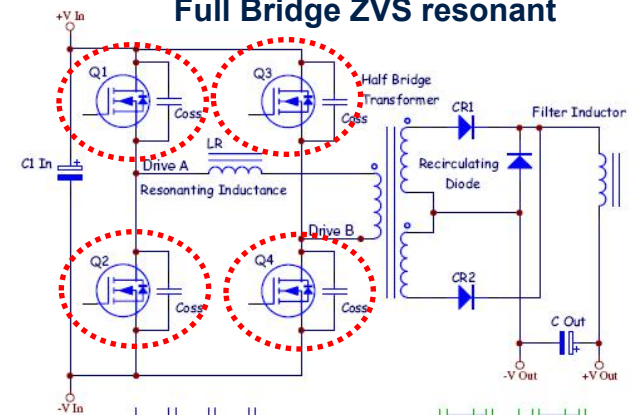 Full Bridge ZVS resonant
+V In
Q1
Q3
Half Bridge
Transformer
Coss
Coss
CR1
Filter Inductor
LR
C1 In
+
Drive A
Resonanting Inductance
Recirculating
Diode
Drive B
Q2
Q4
CR2
Coss
Coss
C Out
+
-V Out
+V Out
-V In